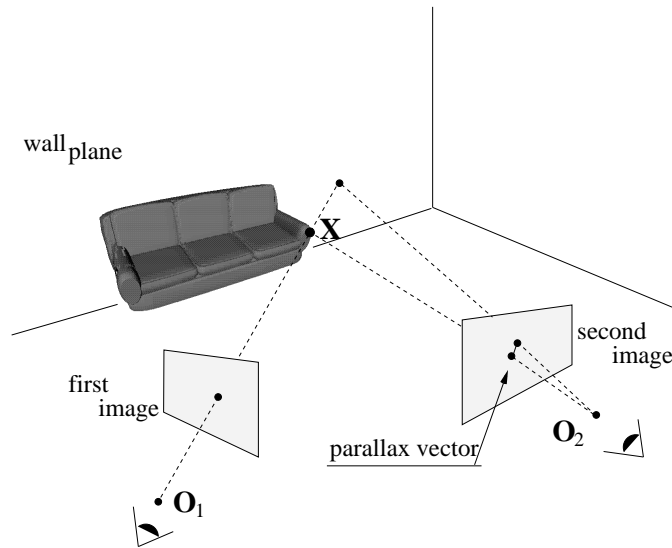 wall plane
X
first
image
second
image
parallax vector
O2
O1